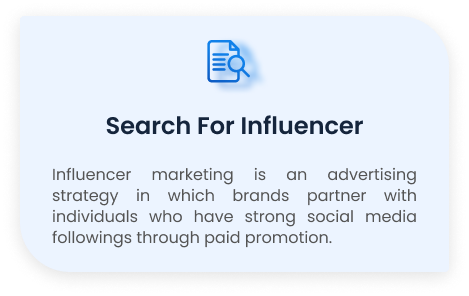 Search For Influencer
Influencer marketing is an advertising
strategy in which brands partner with
individuals who have strong social media
followings through paid promotion.